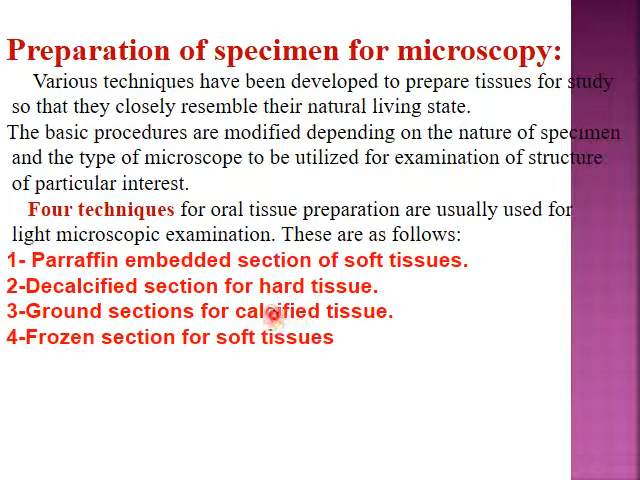 Preparation of specimen for microscopy:
Various techniques have been developed to prepare tissues for study
so that they closely resemble their natural living state.
The basic procedures are modified depending on the nature of specimen
and the type of microscope to be utilized for examination of structure
of particular interest.
Four techniques for oral tissue preparation are usually used for
light microscopic examination. These are as follows:
1- Parraffin embedded section of soft tissues.
2-Decalcified section for hard tissue.
3-Ground sections for calcified tissue.
4-Frozen section for soft tissues